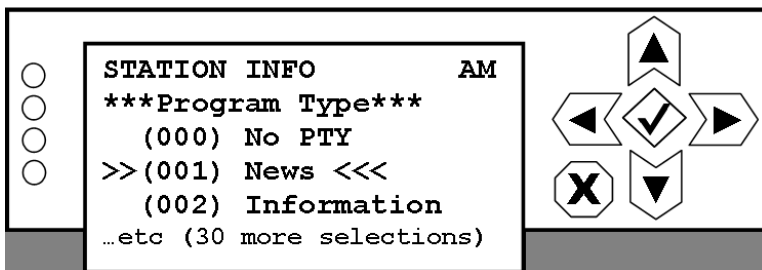 STATION INFO AM
***Program Type***
(000) No PTY
>>(001) News <<<
(002) Information
…etc (30 more selections)
X